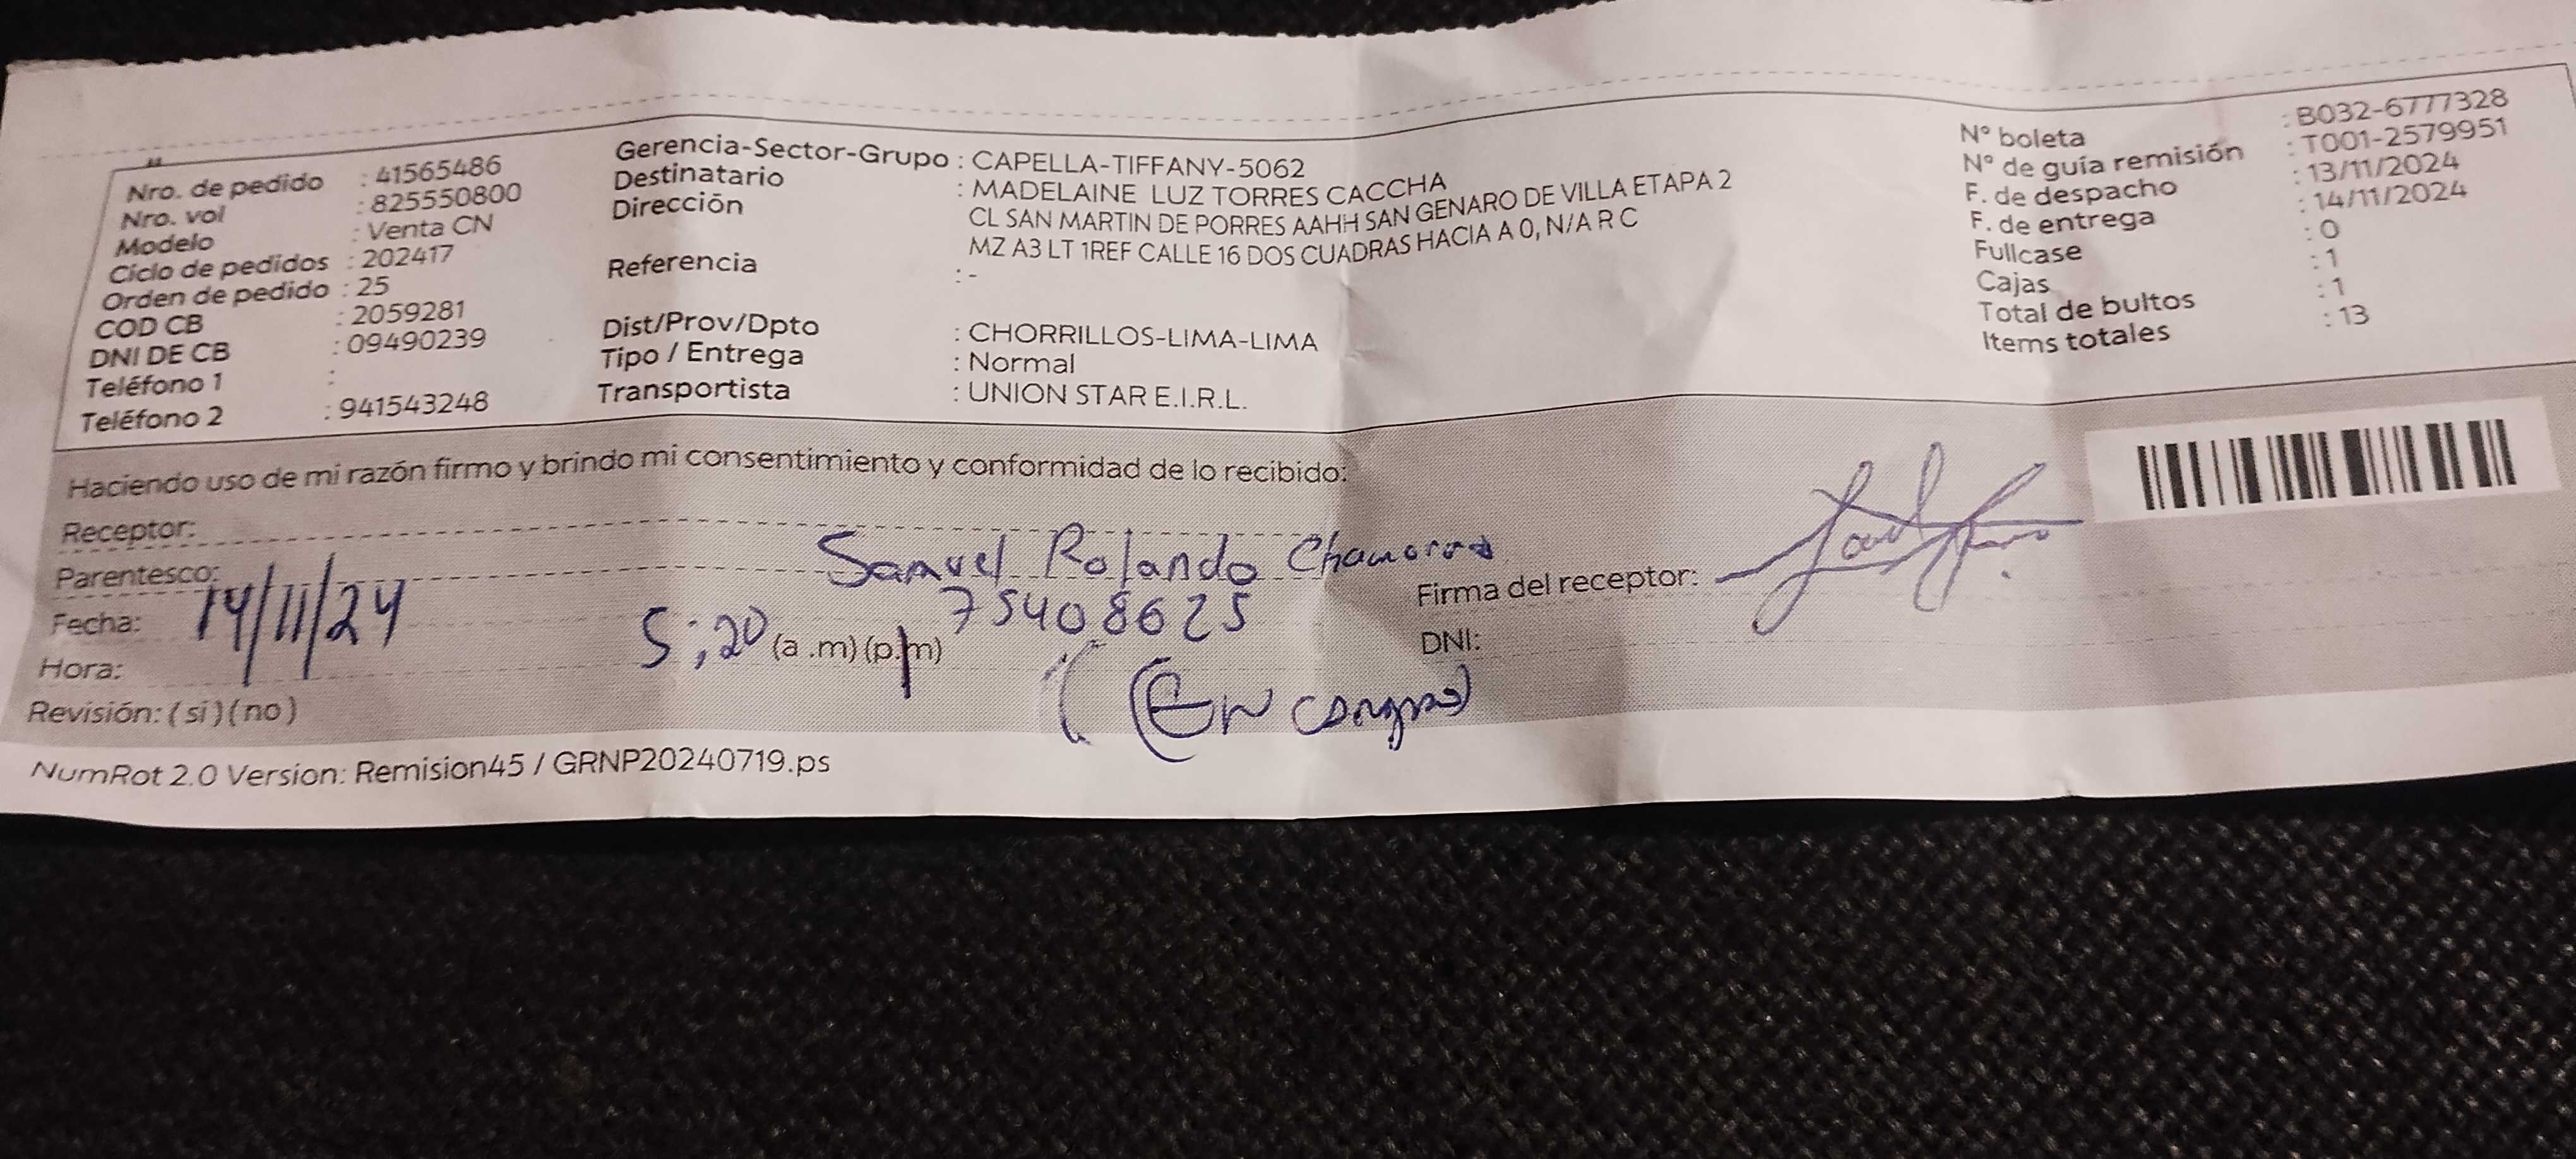 Nro. de pedido : 41565486
Nro. vol : 825550800
Modelo : Venta CN
Ciclo de pedidos : 202417
Orden de pedido : 25
COD CB : 2059281
DNI DE CB : 09490239
Teléfono 1 :
Teléfono 2 : 941543248
Gerencia-Sector-Grupo : CAPELLA-TIFFANY-5062
Destinatario : MADELAINE LUZ TORRES CACCHA
Dirección CL SAN MARTIN DE PORRES AAHH SAN GENARO DE VILLA ETAPA 2
MZ A3 LT 1REF CALLE 16 DOS CUADRAS HACIA A 0, N/A R C
Referencia : -
Dist/Prov/Dpto : CHORRILLOS-LIMA-LIMA
Tipo / Entrega : Normal
Transportista : UNION STAR E.I.R.L.
N° boleta : B032-6777328
N° de guía remisión : T001-2579951
F. de despacho : 13/11/2024
F. de entrega : 14/11/2024
Fullcase : 0
Cajas : 1
Total de bultos : 1
Items totales : 13
Haciendo uso de mi razón firmo y brindo mi consentimiento y conformidad de lo recibido:
Receptor: Samuel Rolando Chamorro
Parentesco: 75408625
Fecha: 14/11/24
Hora: 5:20 (a .m) (p.m)
Revisión: ( si ) ( no )
Firma del receptor:
DNI:
NumRot 2.0 Version: Remision45 / GRNP20240719.ps